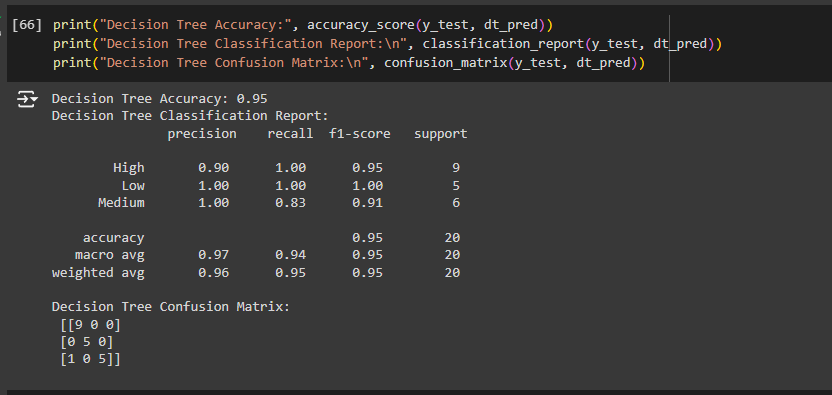 [66] print("Decision Tree Accuracy:", accuracy_score(y_test, dt_pred))
print("Decision Tree Classification Report:\n", classification_report(y_test, dt_pred))
print("Decision Tree Confusion Matrix:\n", confusion_matrix(y_test, dt_pred))
Decision Tree Accuracy: 0.95
Decision Tree Classification Report:
precision recall f1-score support
High 0.90 1.00 0.95 9
Low 1.00 1.00 1.00 5
Medium 1.00 0.83 0.91 6
accuracy 0.95 20
macro avg 0.97 0.94 0.95 20
weighted avg 0.96 0.95 0.95 20
Decision Tree Confusion Matrix:
[[9 0 0]
[0 5 0]
[1 0 5]]